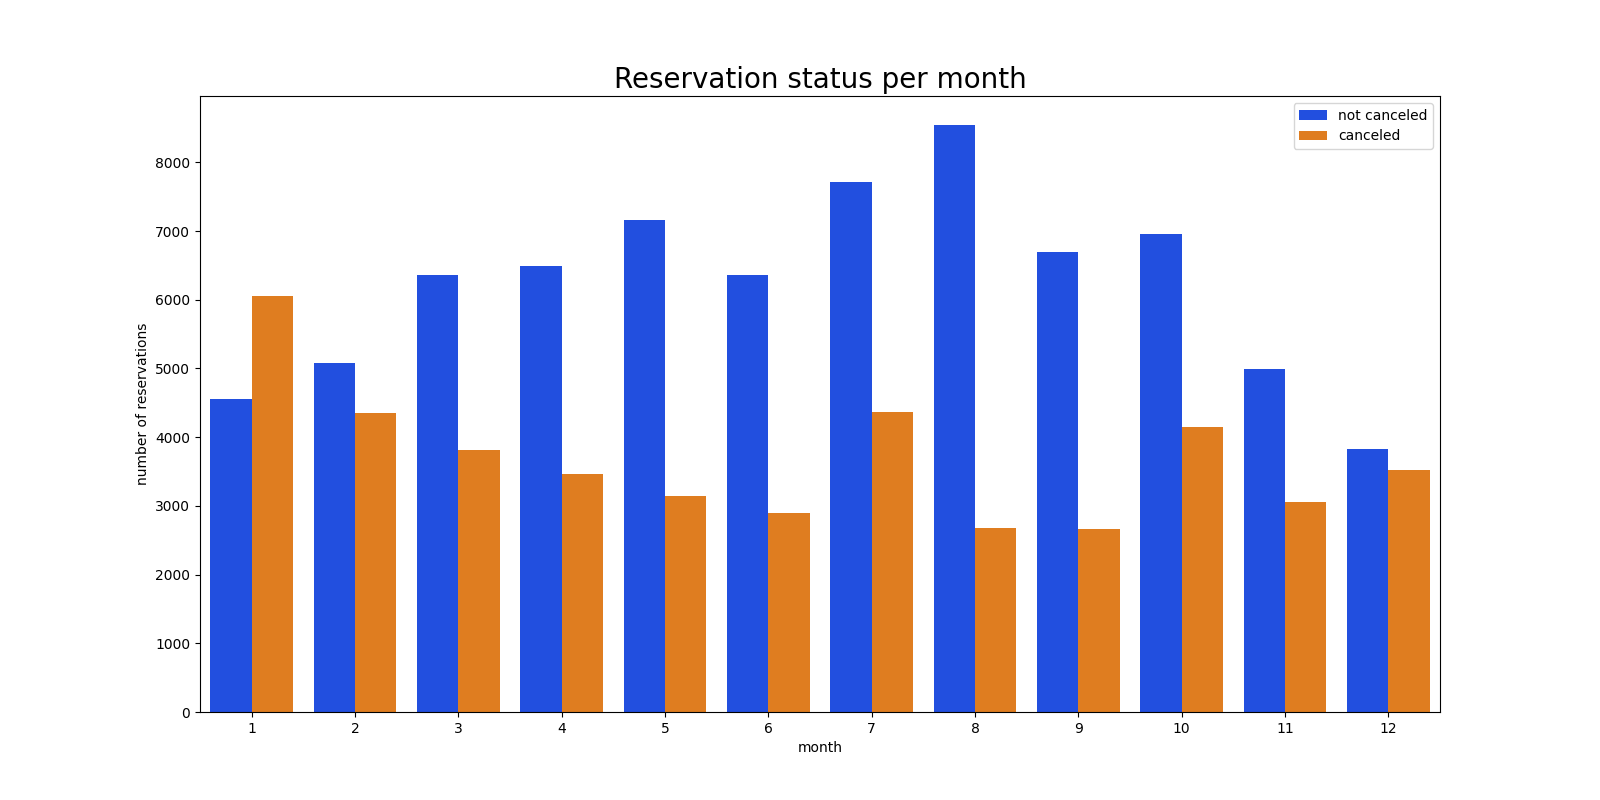 Reservation status per month
not canceled
canceled
number of reservations
8000
7000
6000
5000
4000
3000
2000
1000
0
1 2 3 4 5 6 7 8 9 10 11 12
month